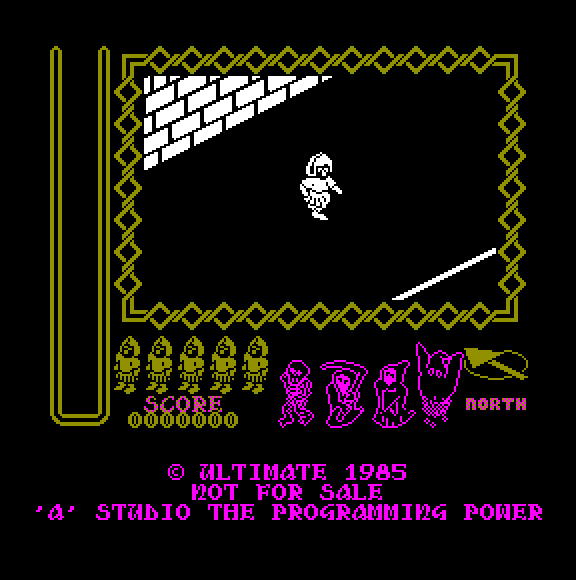 SCORE
0000000
NORTH
© ULTIMATE 1985
NOT FOR SALE
'A' STUDIO THE PROGRAMMING POWER